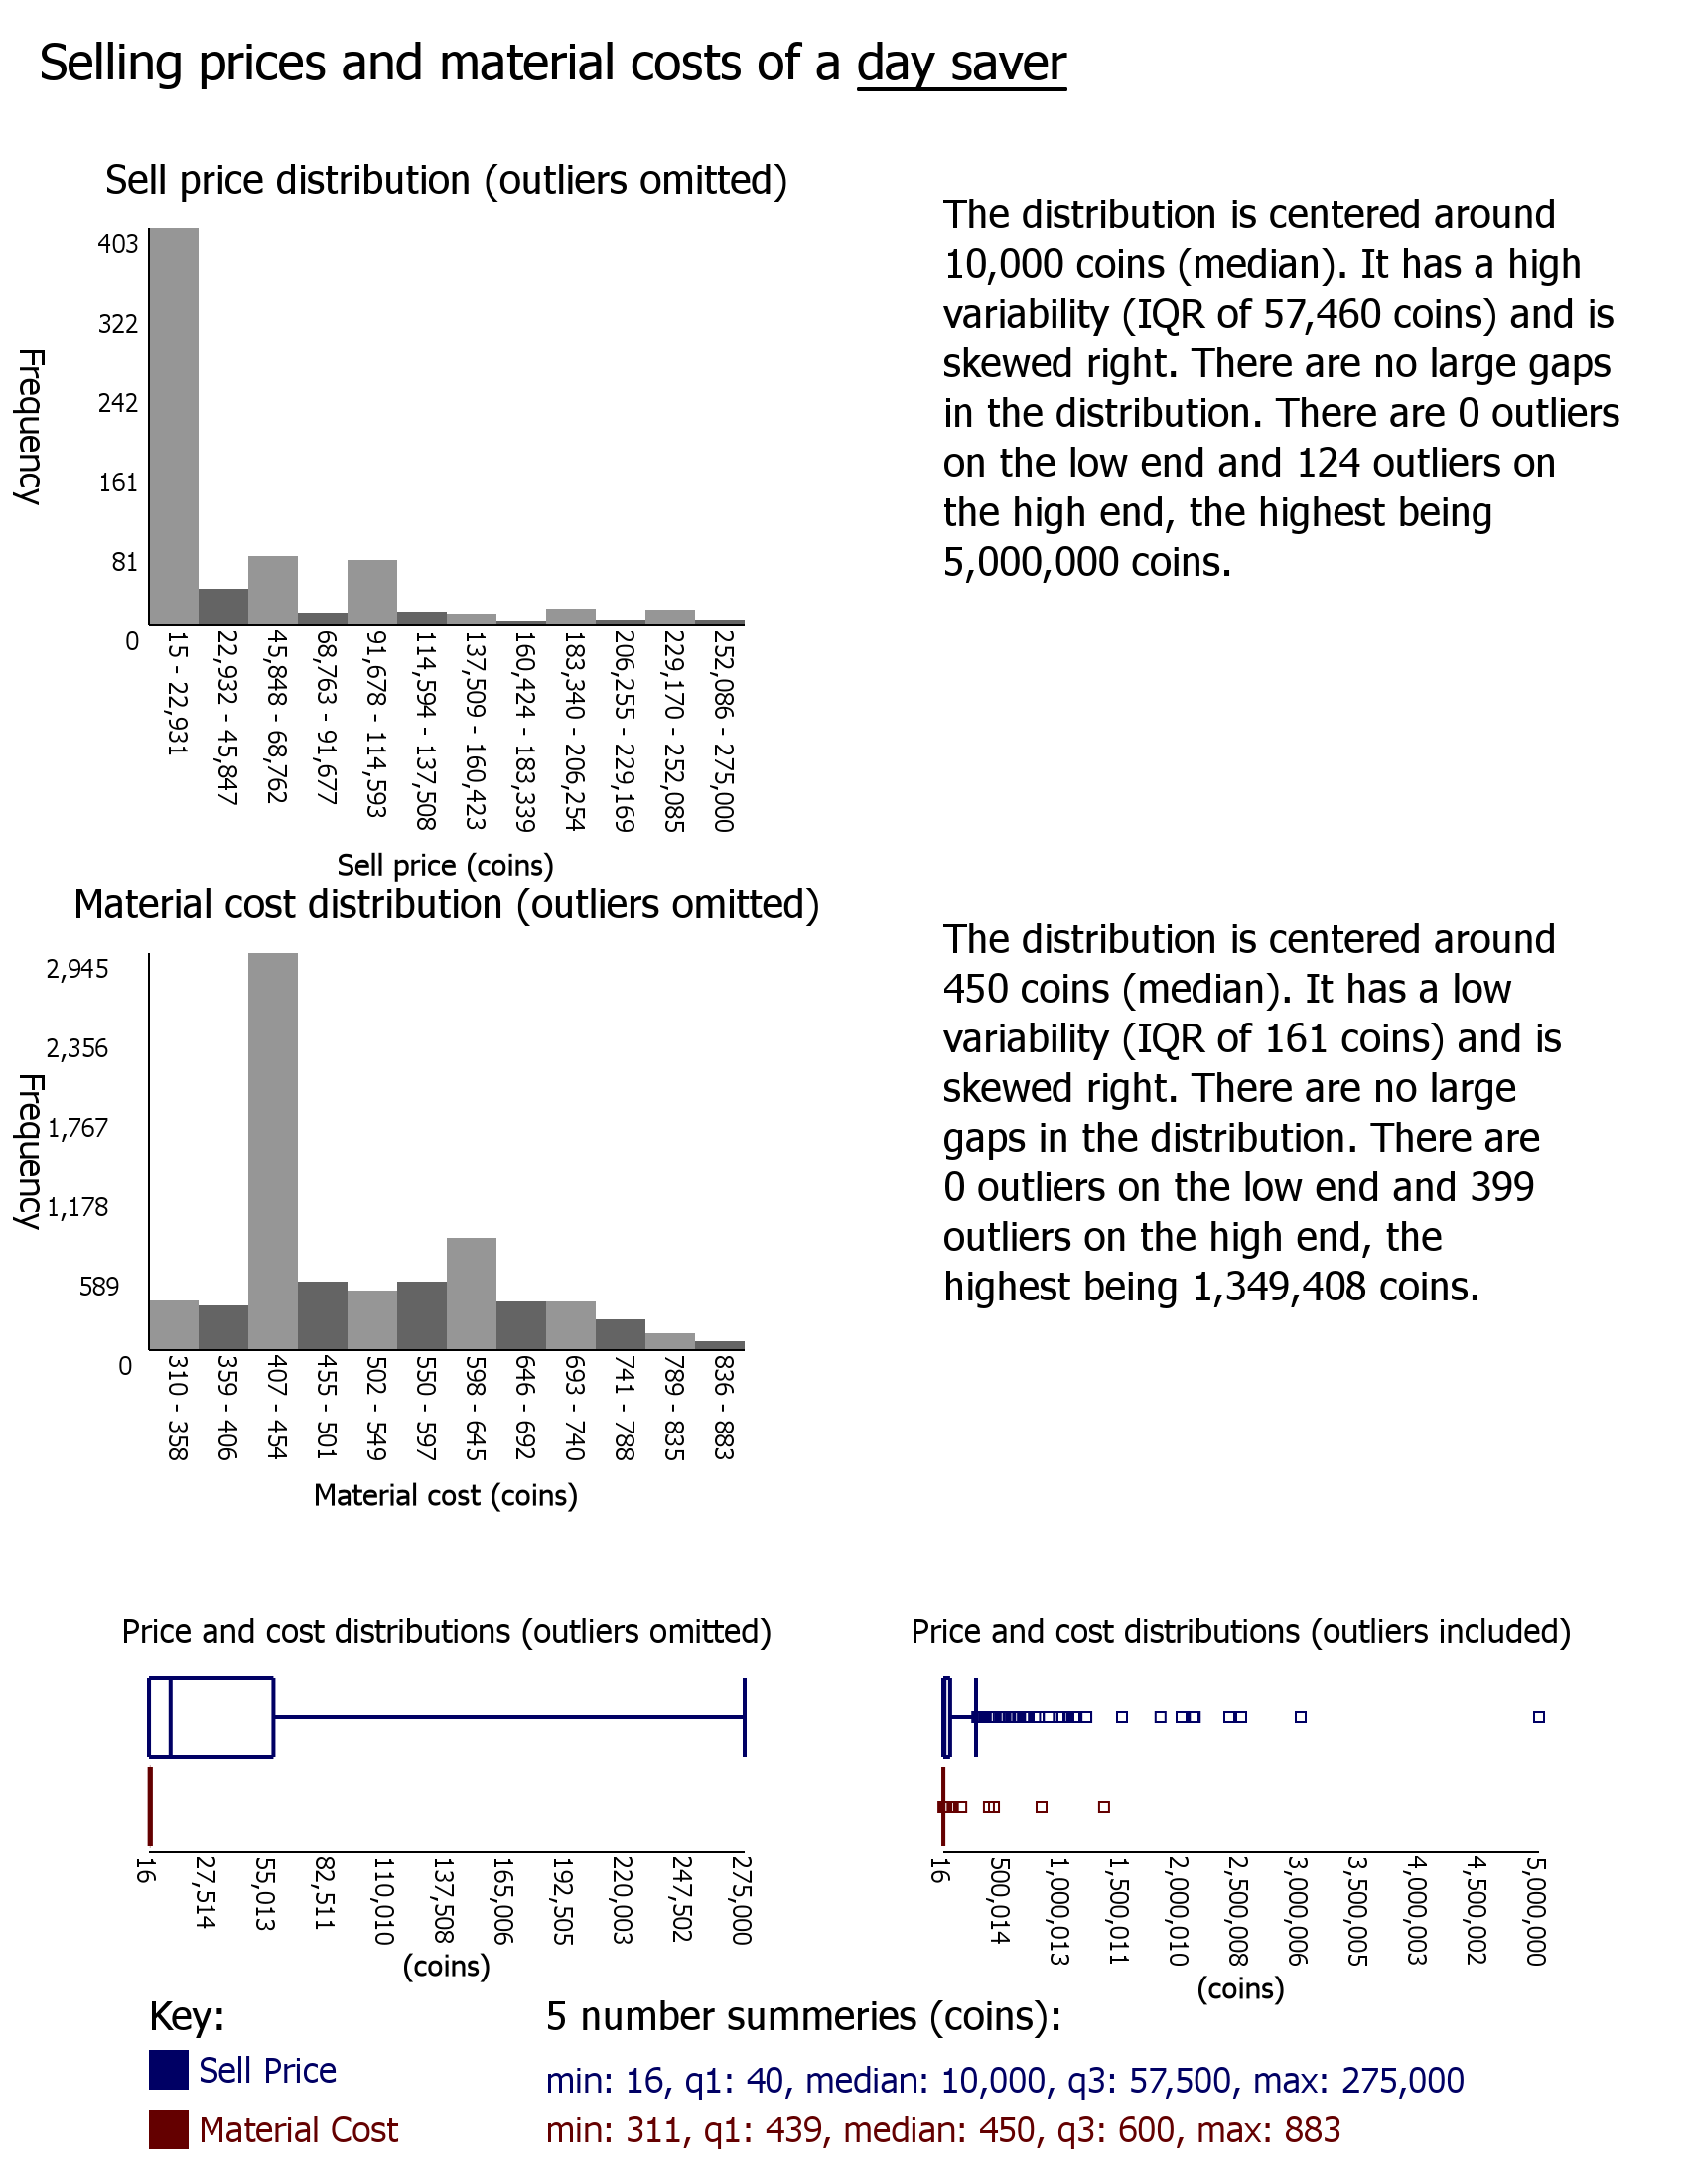 Selling prices and material costs of a day saver
Sell price distribution (outliers omitted)
Frequency
403
322
242
161
81
0
15 - 22,931
22,932 - 45,847
45,848 - 68,762
68,763 - 91,677
91,678 - 114,593
114,594 - 137,508
137,509 - 160,423
160,424 - 183,339
183,340 - 206,254
206,255 - 229,169
229,170 - 252,085
252,086 - 275,000
Sell price (coins)
The distribution is centered around
10,000 coins (median). It has a high
variability (IQR of 57,460 coins) and is
skewed right. There are no large gaps
in the distribution. There are 0 outliers
on the low end and 124 outliers on
the high end, the highest being
5,000,000 coins.
Material cost distribution (outliers omitted)
Frequency
2,945
2,356
1,767
1,178
589
0
310 - 358
359 - 406
407 - 454
455 - 501
502 - 549
550 - 597
598 - 645
646 - 692
693 - 740
741 - 788
789 - 835
836 - 883
Material cost (coins)
The distribution is centered around
450 coins (median). It has a low
variability (IQR of 161 coins) and is
skewed right. There are no large
gaps in the distribution. There are
0 outliers on the low end and 399
outliers on the high end, the
highest being 1,349,408 coins.
Price and cost distributions (outliers omitted)
16
27,514
55,013
82,511
110,010
137,508
165,006
192,505
220,003
247,502
275,000
(coins)
Price and cost distributions (outliers included)
16
500,014
1,000,013
1,500,011
2,000,010
2,500,008
3,000,006
3,500,005
4,000,003
4,500,002
5,000,000
(coins)
Key:
Sell Price
Material Cost
5 number summeries (coins):
min: 16, q1: 40, median: 10,000, q3: 57,500, max: 275,000
min: 311, q1: 439, median: 450, q3: 600, max: 883